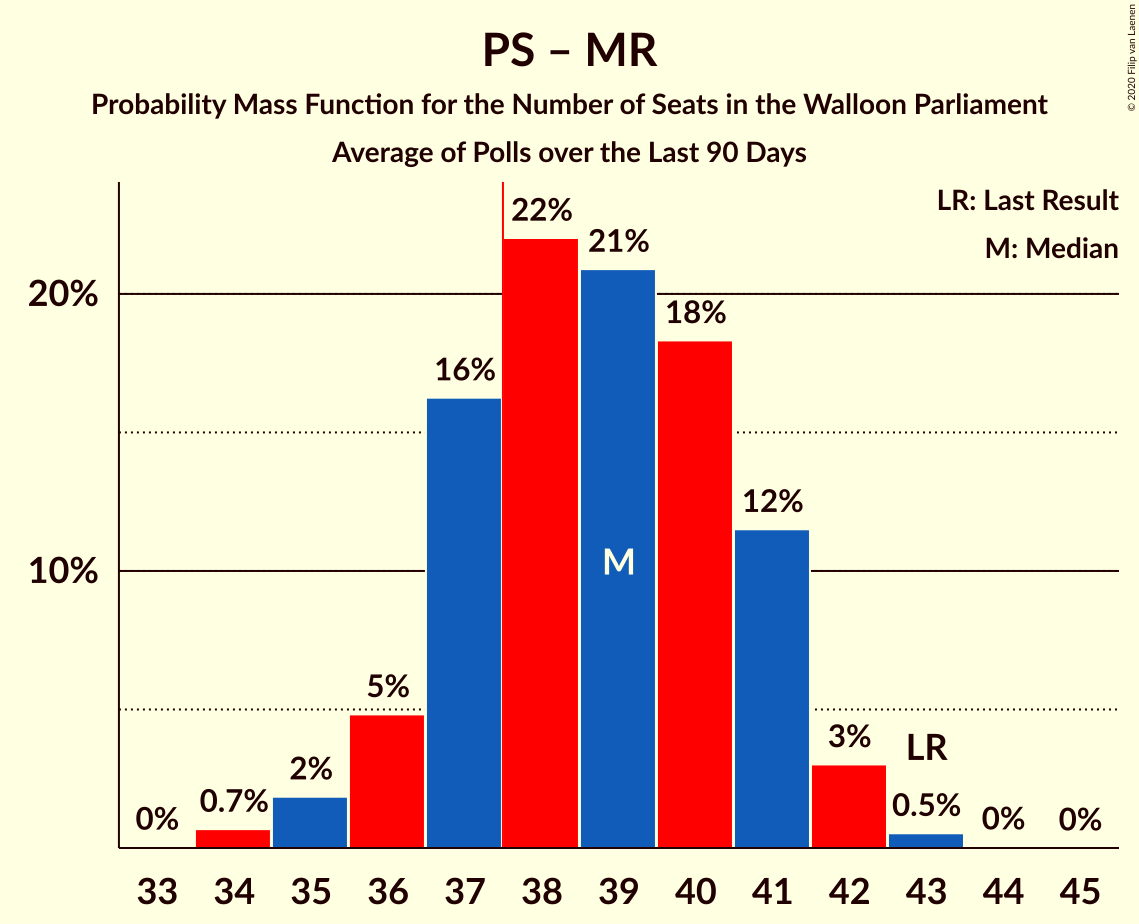 PS – MR
Probability Mass Function for the Number of Seats in the Walloon Parliament
Average of Polls over the Last 90 Days
© 2020 Filip van Laenen
LR: Last Result
M: Median
22%
21%
20%
18%
16%
12%
M
10%
5%
3%
LR
2%
0.7%
0.5%
0%
0%
0%
33 34 35 36 37 38 39 40 41 42 43 44 45